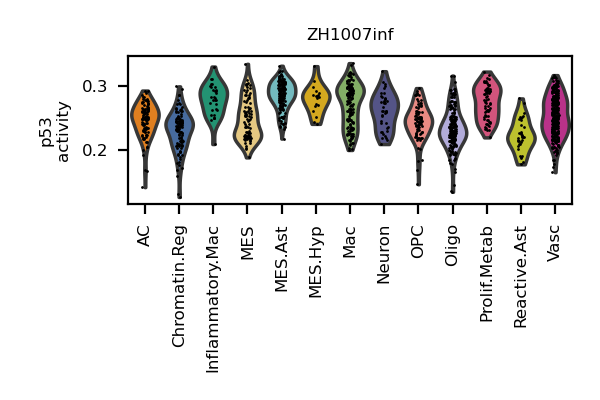 ZH1007inf
p53
activity
0.3
0.2
AC
Chromatin.Reg
Inflammatory.Mac
MES
MES.Ast
MES.Hyp
Mac
Neuron
OPC
Oligo
Prolif.Metab
Reactive.Ast
Vasc